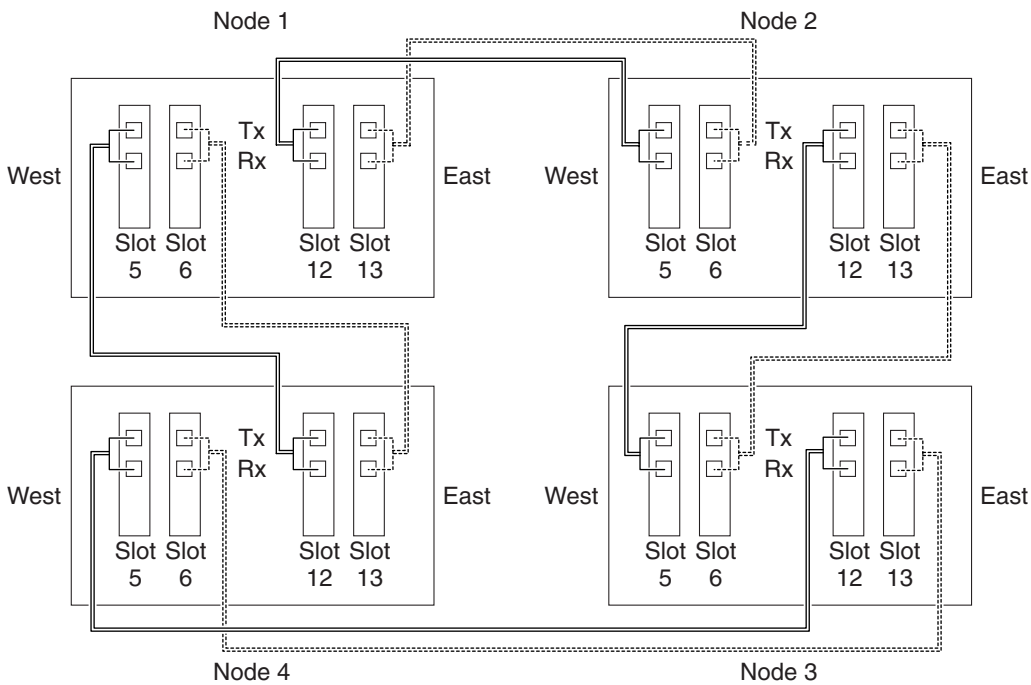 Node 1
Node 2
Tx
Rx
West
East
Slot 5
Slot 6
Slot 12
Slot 13
Tx
Rx
West
East
Slot 5
Slot 6
Slot 12
Slot 13
Tx
Rx
West
East
Slot 5
Slot 6
Slot 12
Slot 13
Tx
Rx
West
East
Slot 5
Slot 6
Slot 12
Slot 13
Node 4
Node 3